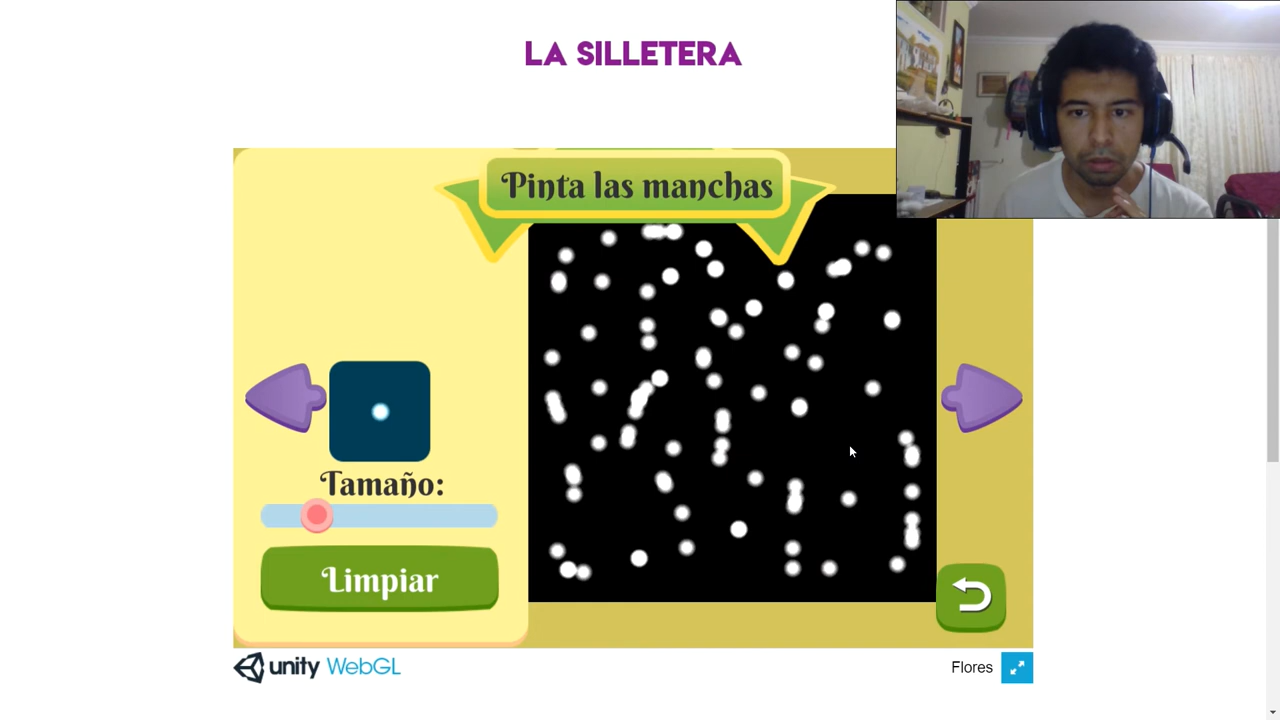 LA SILLETERA
Pinta las manchas
Tamaño:
Limpiar
unity WebGL
Flores